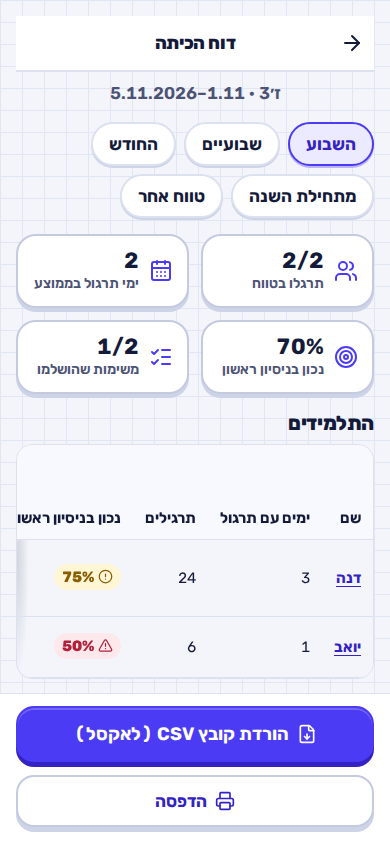 דוח הכיתה
ז׳3 • 1.11–5.11.2026
השבוע
שבועיים
החודש
מתחילת השנה
טווח אחר
2/2
תרגלו בטווח
2
ימי תרגול בממוצע
70%
נכון בניסיון ראשון
1/2
משימות שהושלמו
התלמידים
שם ימים עם תרגול תרגילים נכון בניסיון ראשו
דנה 3 24 75%
יואב 1 6 50%
הורדת קובץ CSV (לאקסל)
הדפסה